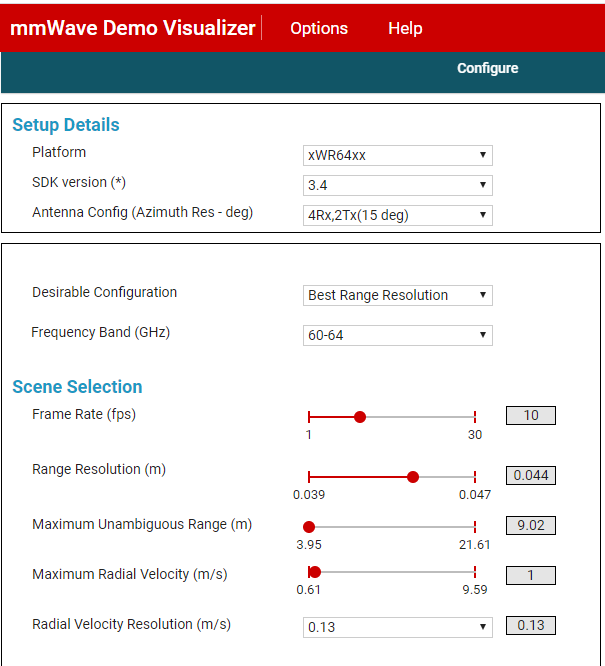 mmWave Demo Visualizer Options Help
Configure
Setup Details
Platform xWR64xx
SDK version (*) 3.4
Antenna Config (Azimuth Res - deg) 4Rx,2Tx(15 deg)
Desirable Configuration Best Range Resolution
Frequency Band (GHz) 60-64
Scene Selection
Frame Rate (fps) 10
1 30
Range Resolution (m) 0.044
0.039 0.047
Maximum Unambiguous Range (m) 9.02
3.95 21.61
Maximum Radial Velocity (m/s) 1
0.61 9.59
Radial Velocity Resolution (m/s) 0.13 0.13